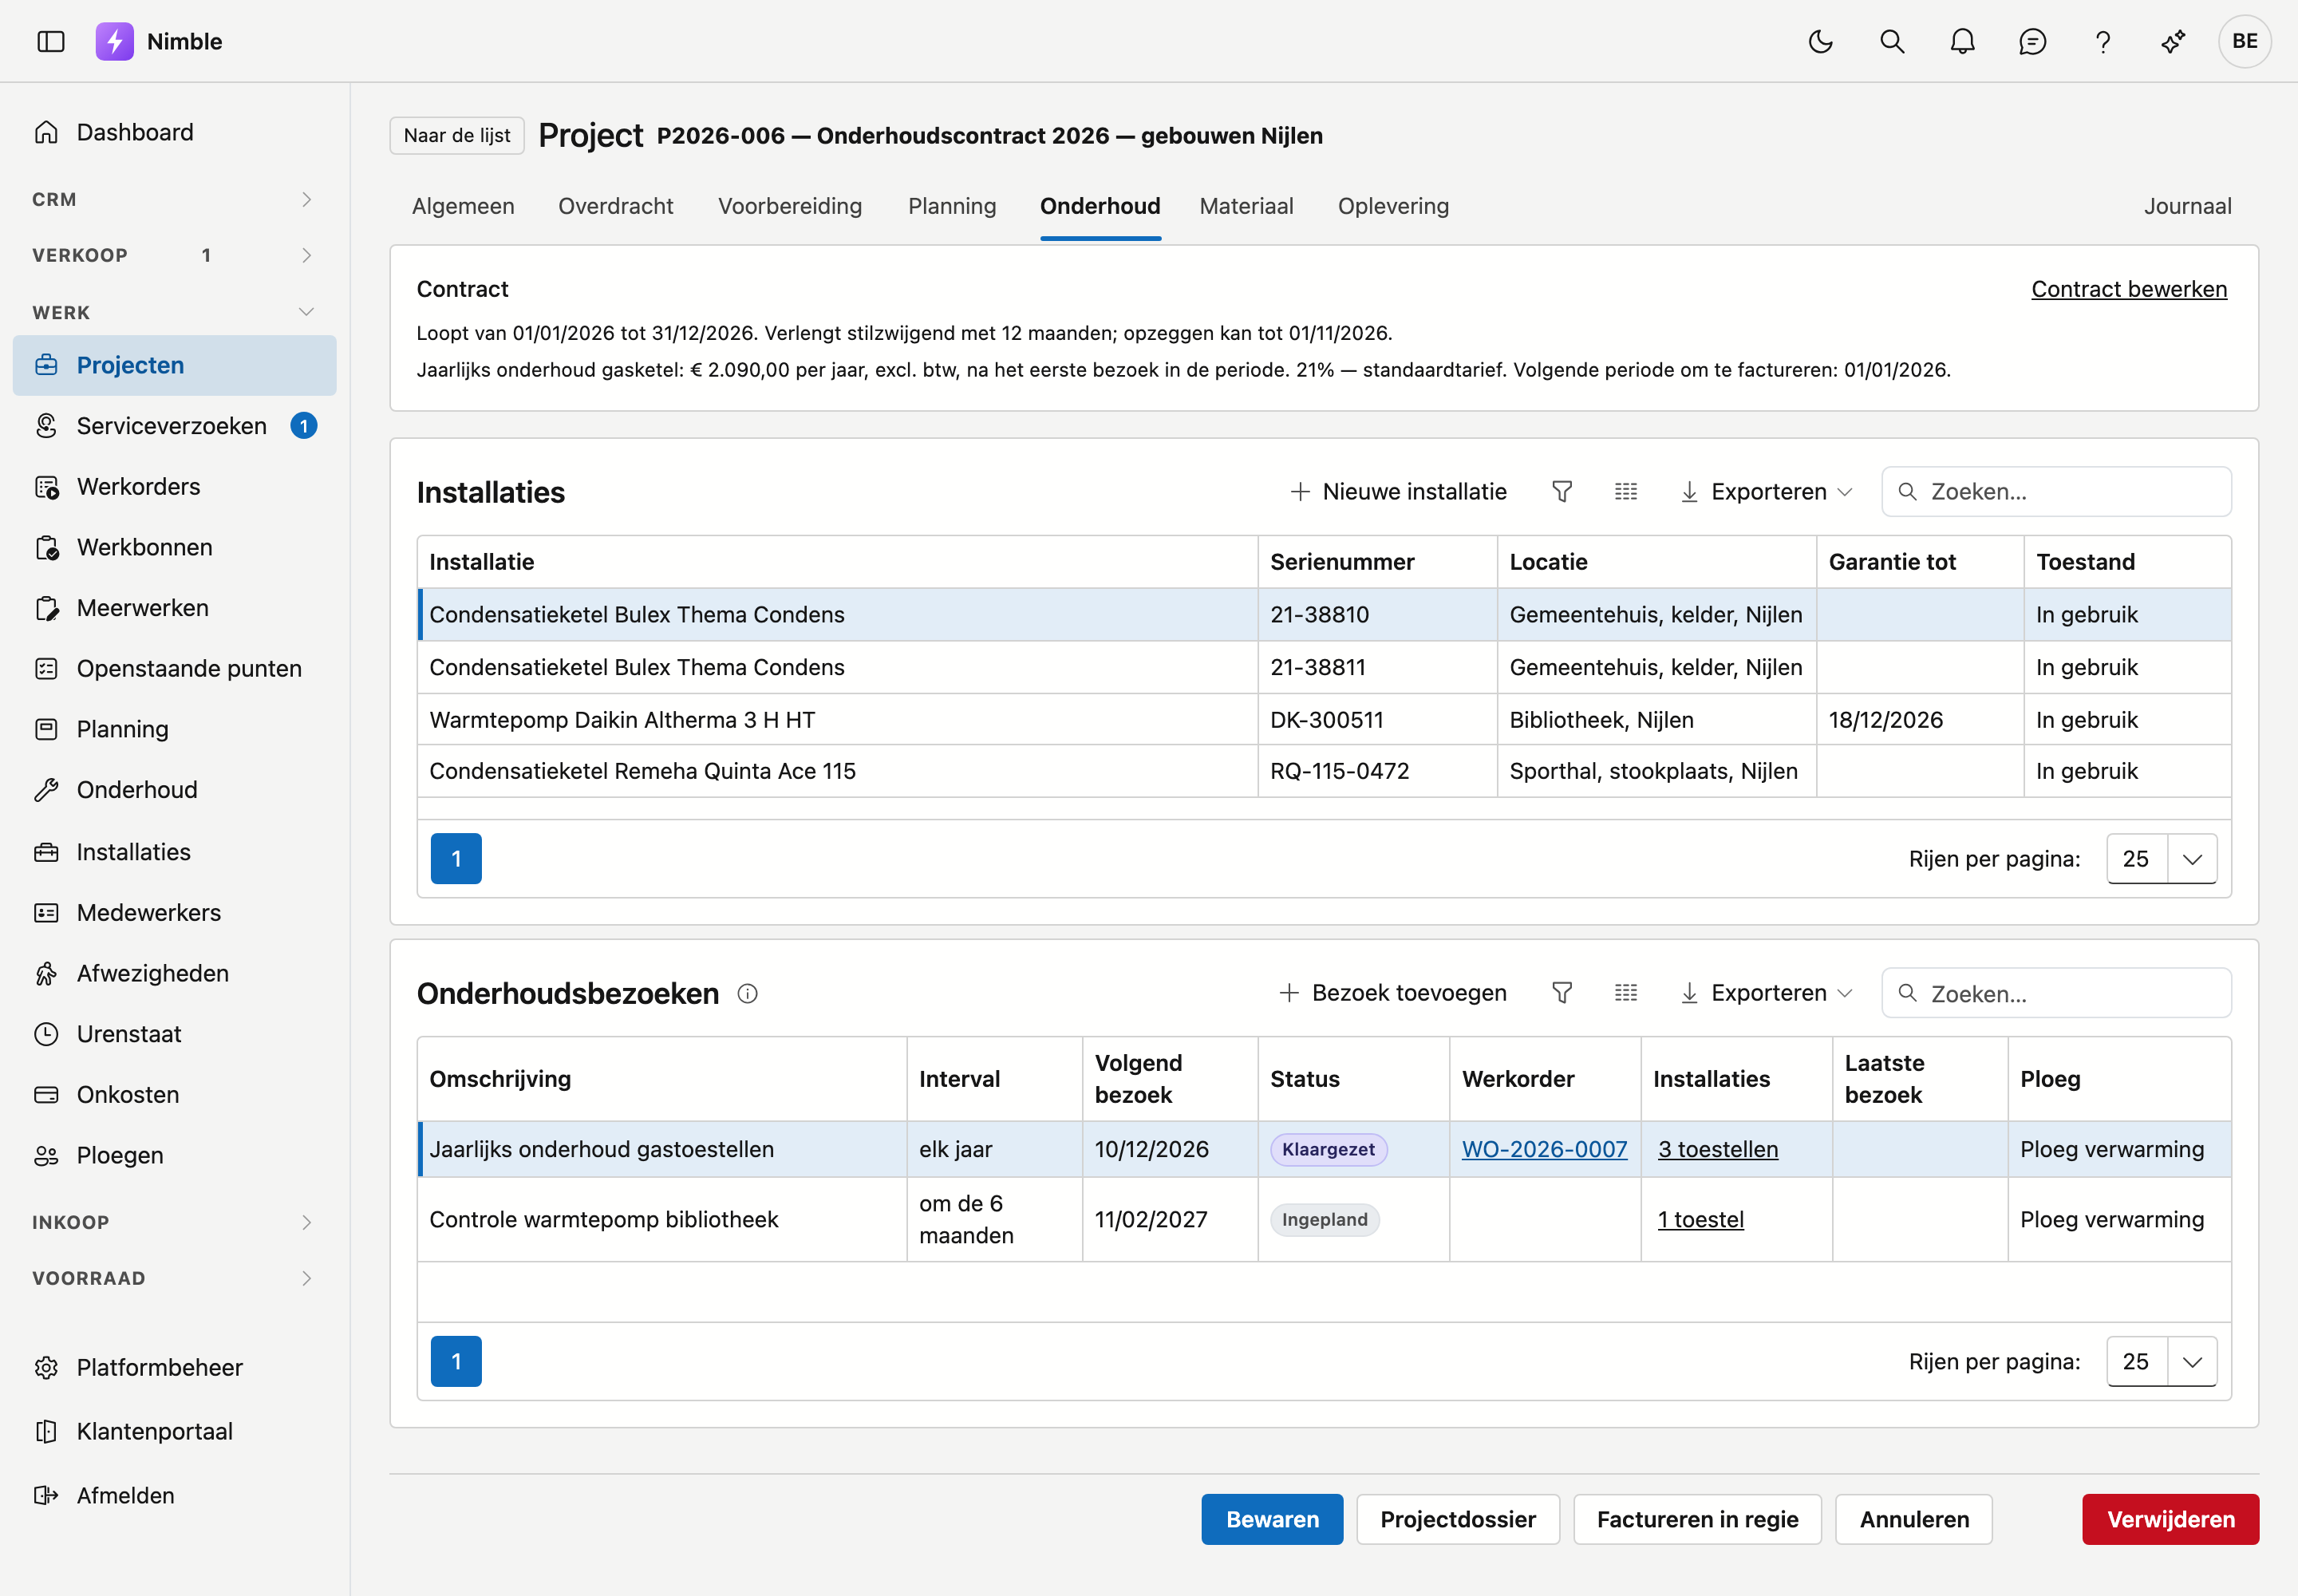 Nimble
BE
Dashboard
CRM
VERKOOP 1
WERK
Projecten
Serviceverzoeken 1
Werkorders
Werkbonnen
Meerwerken
Openstaande punten
Planning
Onderhoud
Installaties
Medewerkers
Afwezigheden
Urenstaat
Onkosten
Ploegen
INKOOP
VOORRAAD
Platformbeheer
Klantenportaal
Afmelden
Naar de lijst Project P2026-006 — Onderhoudscontract 2026 — gebouwen Nijlen
Algemeen Overdracht Voorbereiding Planning Onderhoud Materiaal Oplevering Journaal
Contract Contract bewerken
Loopt van 01/01/2026 tot 31/12/2026. Verlengt stilzwijgend met 12 maanden; opzeggen kan tot 01/11/2026.
Jaarlijks onderhoud gasketel: € 2.090,00 per jaar, excl. btw, na het eerste bezoek in de periode. 21% — standaardtarief. Volgende periode om te factureren: 01/01/2026.
Installaties Nieuwe installatie Exporteren Zoeken...
Installatie Serienummer Locatie Garantie tot Toestand
Condensatieketel Bulex Thema Condens 21-38810 Gemeentehuis, kelder, Nijlen In gebruik
Condensatieketel Bulex Thema Condens 21-38811 Gemeentehuis, kelder, Nijlen In gebruik
Warmtepomp Daikin Altherma 3 H HT DK-300511 Bibliotheek, Nijlen 18/12/2026 In gebruik
Condensatieketel Remeha Quinta Ace 115 RQ-115-0472 Sporthal, stookplaats, Nijlen In gebruik
1 Rijen per pagina: 25
Onderhoudsbezoeken Bezoek toevoegen Exporteren Zoeken...
Omschrijving Interval Volgend bezoek Status Werkorder Installaties Laatste bezoek Ploeg
Jaarlijks onderhoud gastoestellen elk jaar 10/12/2026 Klaargezet WO-2026-0007 3 toestellen Ploeg verwarming
Controle warmtepomp bibliotheek om de 6 maanden 11/02/2027 Ingepland 1 toestel Ploeg verwarming
1 Rijen per pagina: 25
Bewaren Projectdossier Factureren in regie Annuleren Verwijderen